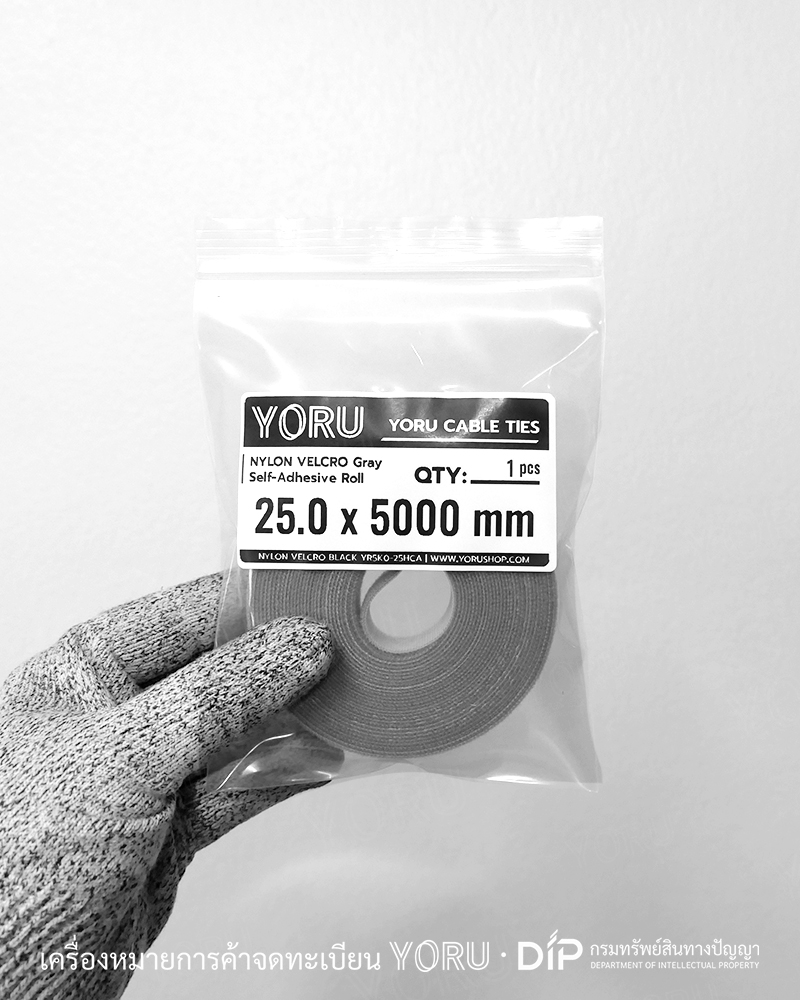 YORU
YORU CABLE TIES
NYLON VELCRO Gray
Self-Adhesive Roll
QTY: 1 pcs
25.0 x 5000 mm
NYLON VELCRO BLACK YRSK0-25HCA | WWW.YORUSHOP.COM
เครื่องหมายการค้าจดทะเบียน YORU · DIP กรมทรัพย์สินทางปัญญา
DEPARTMENT OF INTELLECTUAL PROPERTY